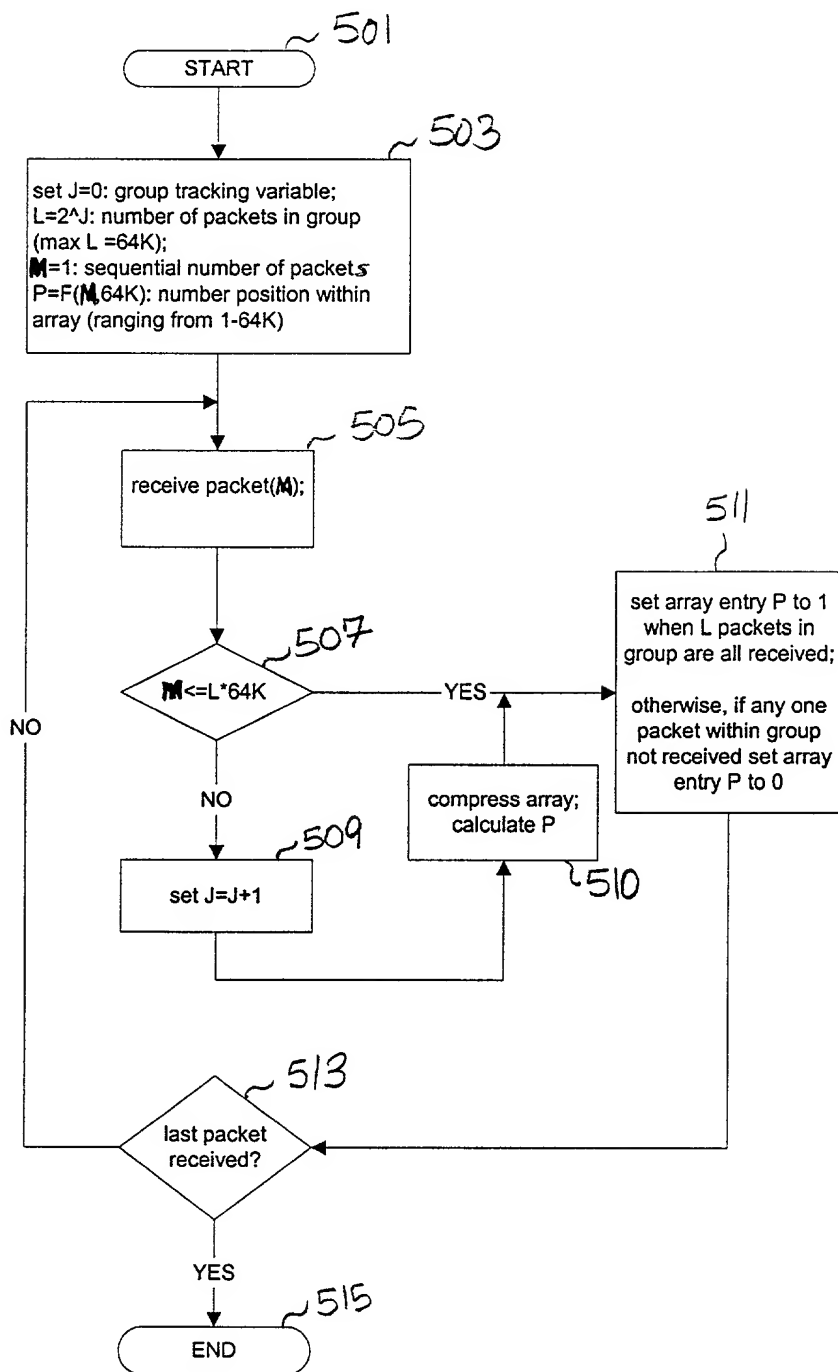 501
START
503
set J=0: group tracking variable;
L=2^J: number of packets in group
(max L =64K);
M=1: sequential number of packets
P=F(M,64K): number position within
array (ranging from 1-64K)
505
receive packet(M);
511
set array entry P to 1
when L packets in
group are all received;
otherwise, if any one
packet within group
not received set array
entry P to 0
507
M<=L*64K
YES
NO
NO
compress array;
calculate P
510
509
set J=J+1
513
last packet
received?
YES
515
END